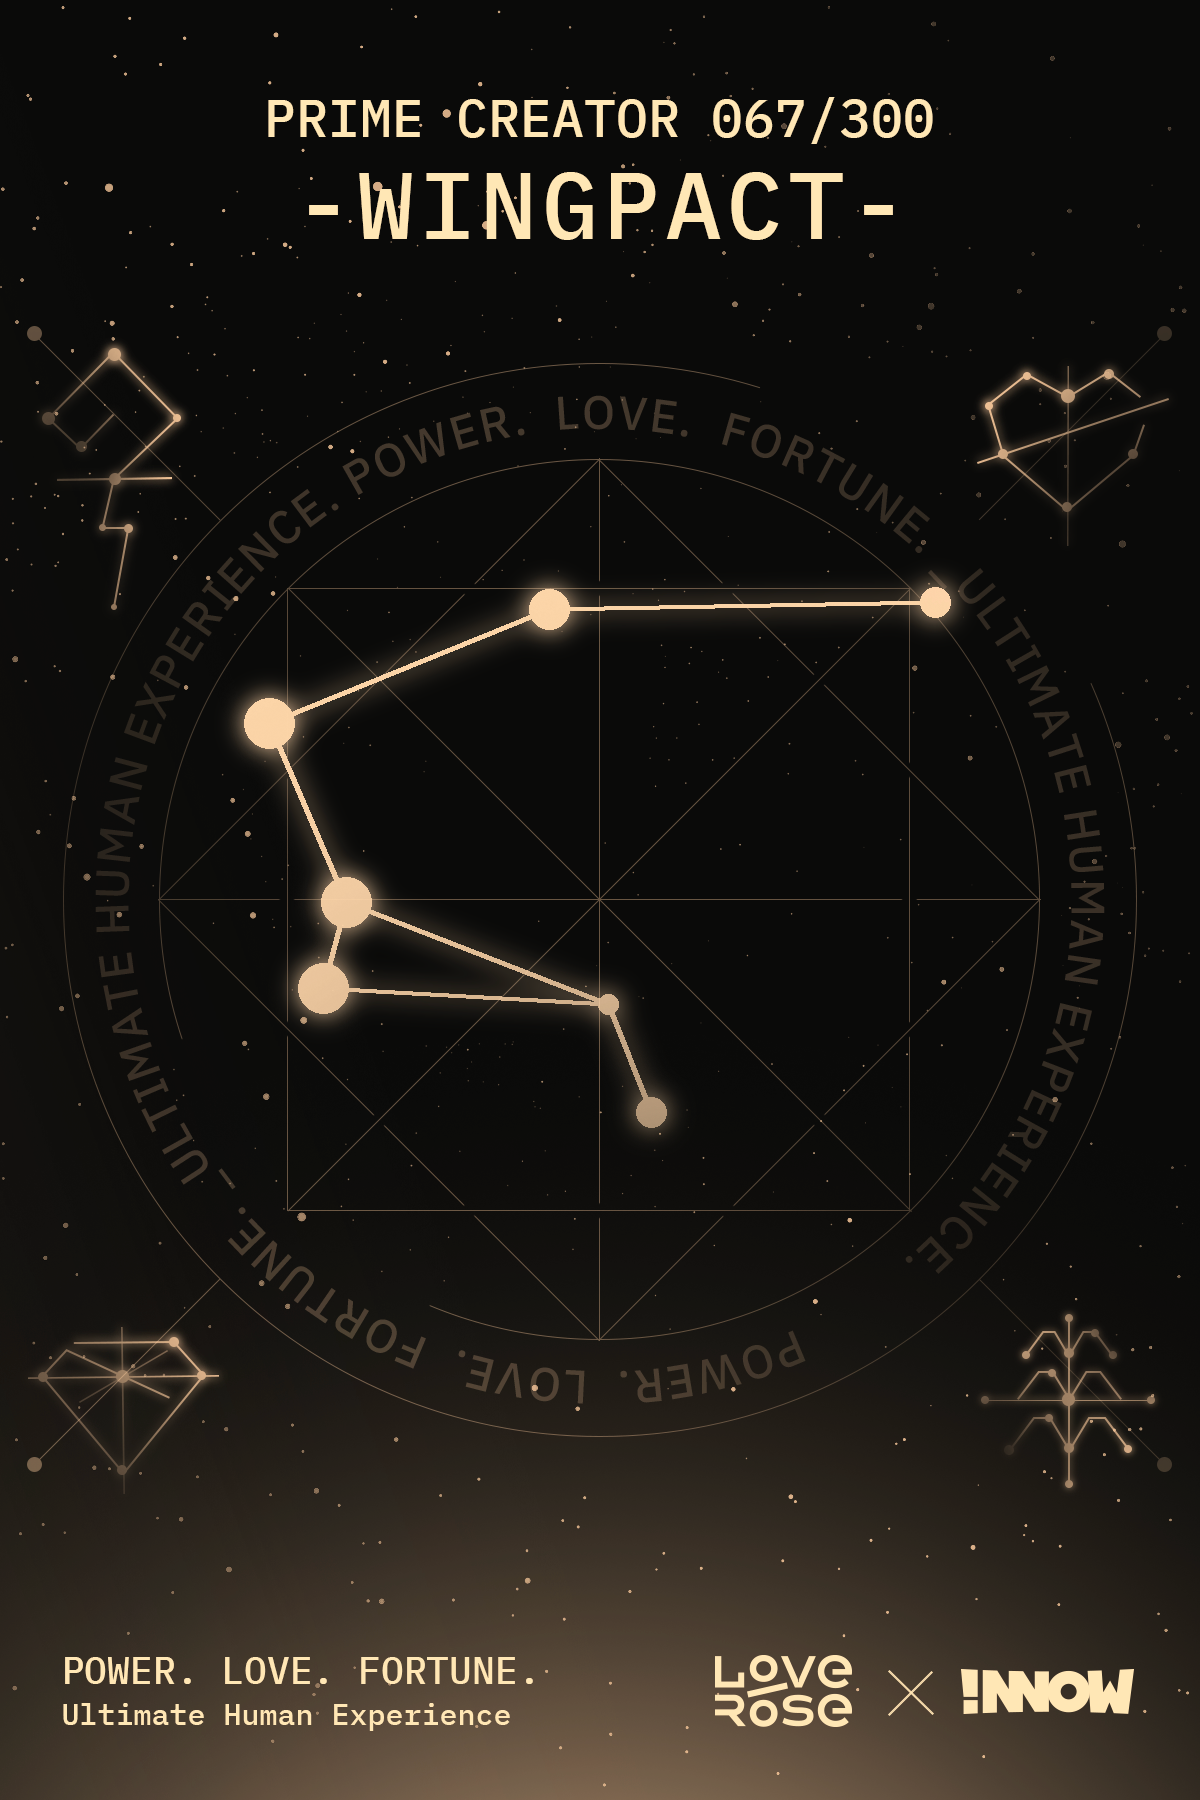 PRIME CREATOR 067/300
-WINGPACT-
POWER. LOVE. FORTUNE.
ULTIMATE HUMAN EXPERIENCE.
POWER. LOVE. FORTUNE. –
ULTIMATE HUMAN EXPERIENCE.
POWER. LOVE. FORTUNE.
Ultimate Human Experience
LOVE
ROSE
!NNOW